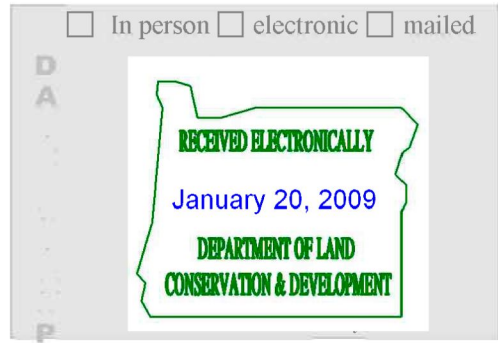 ☐ In person ☐ electronic ☐ mailed
D
A
RECEIVED ELECTRONICALLY
January 20, 2009
DEPARTMENT OF LAND
CONSERVATION & DEVELOPMENT
P